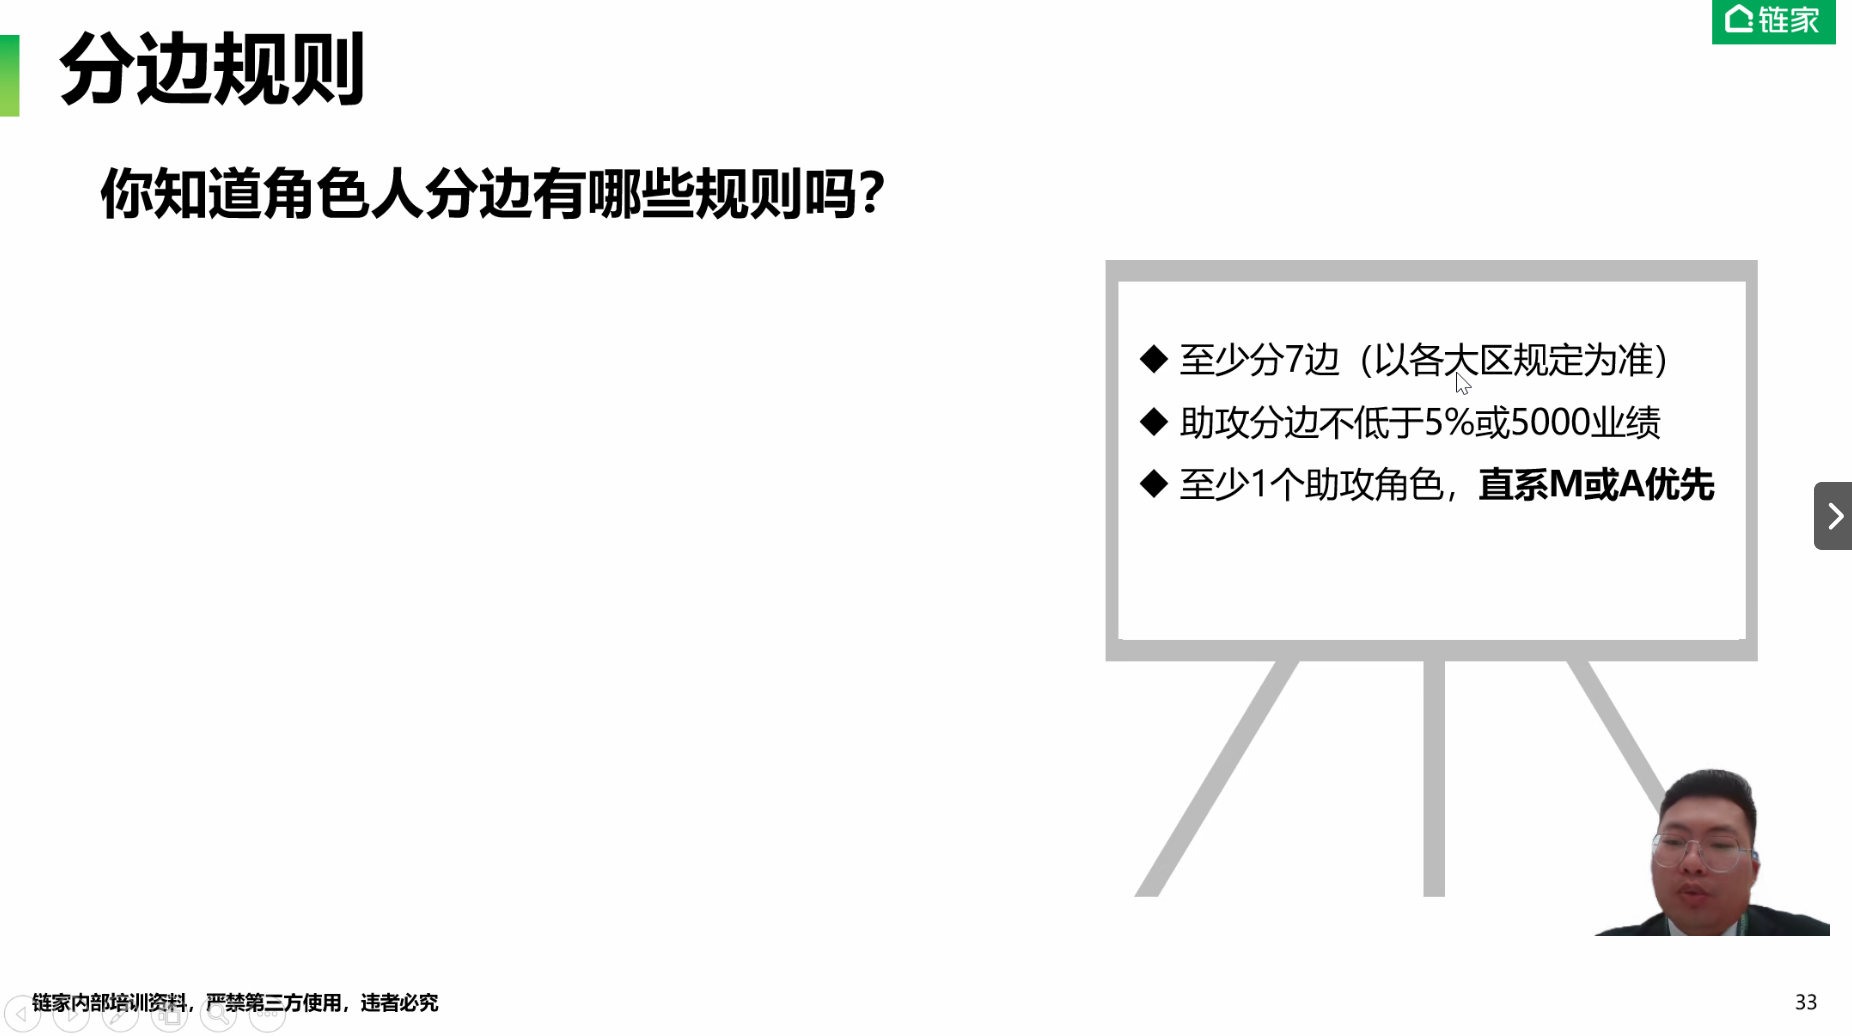 链家
分边规则
你知道角色人分边有哪些规则吗?
◆ 至少分7边（以各大区规定为准）
◆ 助攻分边不低于5%或5000业绩
◆ 至少1个助攻角色，直系M或A优先
链家内部培训资料，严禁第三方使用，违者必究
33